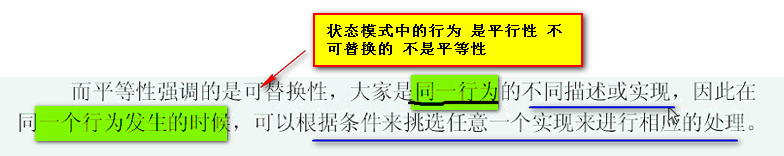 状态模式中的行为 是平行性 不
可替换的 不是平等性
而平等性强调的是可替换性，大家是同一行为的不同描述或实现，因此在
同一个行为发生的时候，可以根据条件来挑选任意一个实现来进行相应的处理。